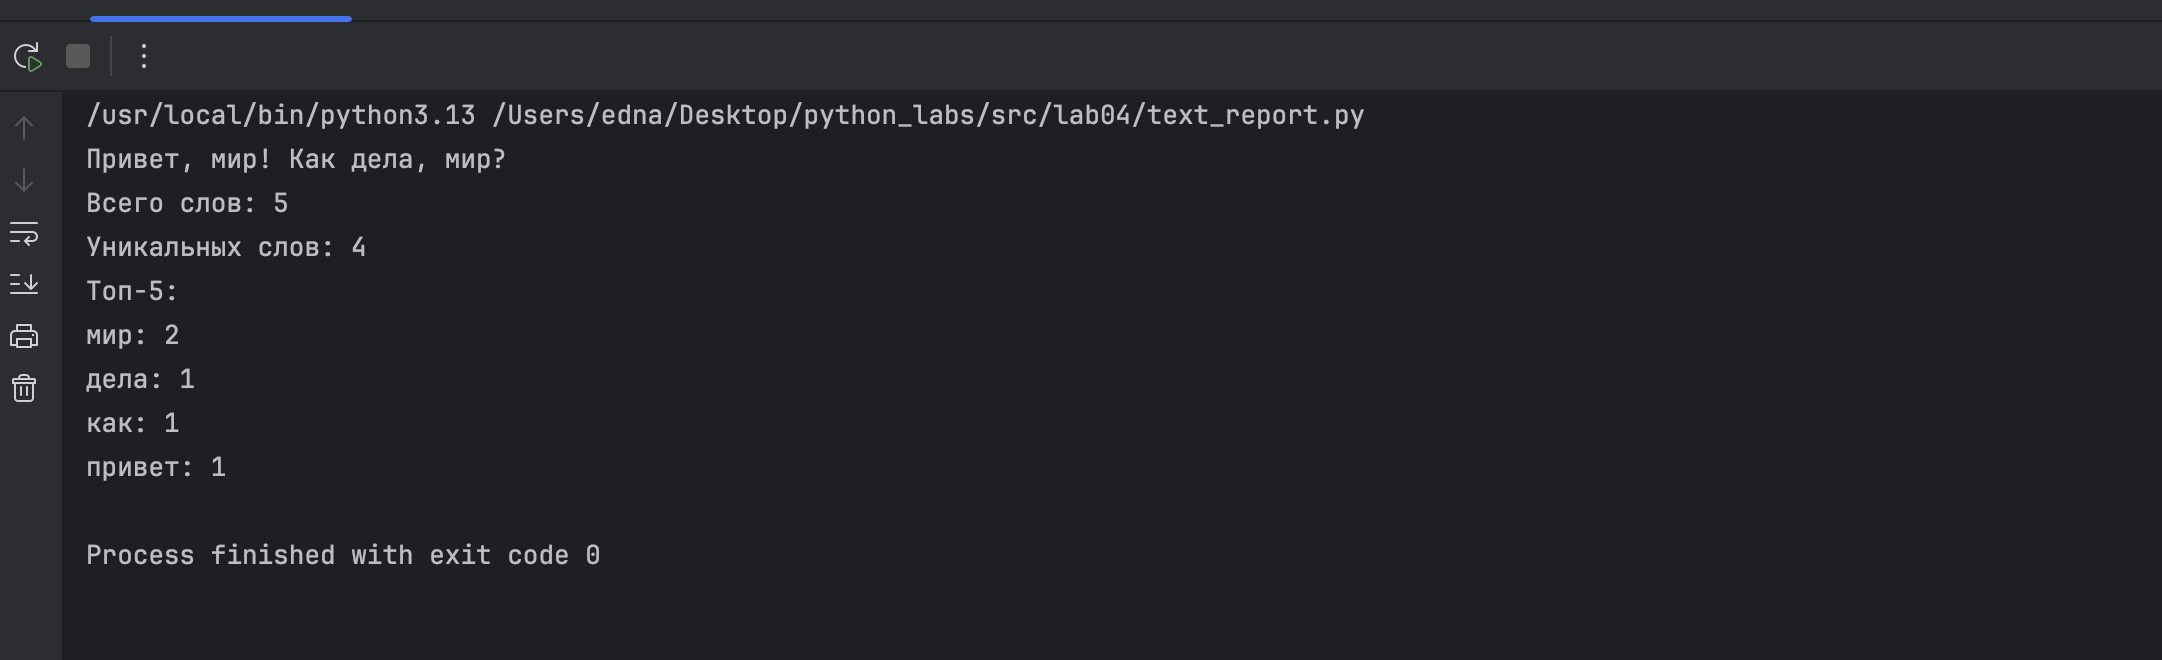 /usr/local/bin/python3.13 /Users/edna/Desktop/python_labs/src/lab04/text_report.py
Привет, мир! Как дела, мир?
Всего слов: 5
Уникальных слов: 4
Топ-5:
мир: 2
дела: 1
как: 1
привет: 1
Process finished with exit code 0